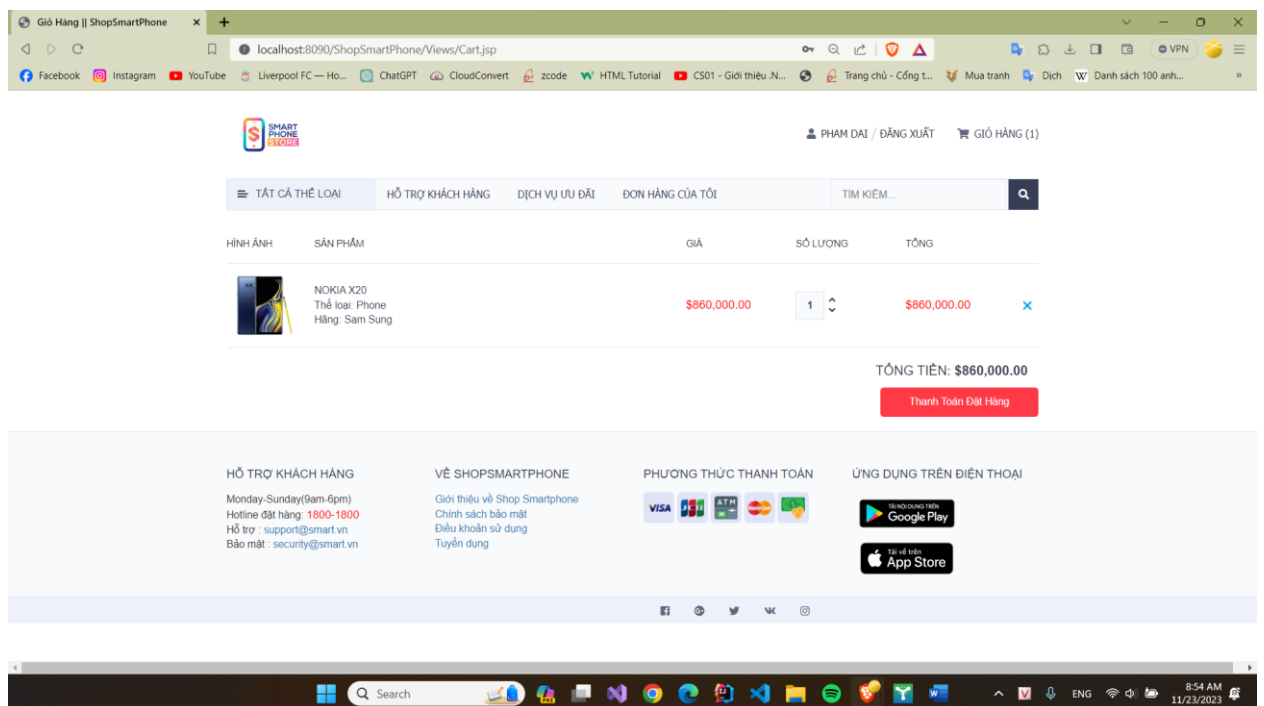 Giỏ Hàng || ShopSmartPhone
localhost:8090/ShopSmartPhone/Views/Cart.jsp
VPN
Facebook Instagram YouTube Liverpool FC — Ho... ChatGPT CloudConvert zcode HTML Tutorial CS01 - Giới thiệu .N... Trang chủ - Cổng t... Mua tranh Dịch W Danh sách 100 anh... »
SMART PHONE STORE
PHAM DAI / ĐĂNG XUẤT GIỎ HÀNG (1)
TẤT CẢ THỂ LOẠI HỖ TRỢ KHÁCH HÀNG DỊCH VỤ ƯU ĐÃI ĐƠN HÀNG CỦA TÔI TÌM KIẾM...
HÌNH ẢNH SẢN PHẨM GIÁ SỐ LƯỢNG TỔNG
NOKIA X20
Thể loại: Phone
Hãng: Sam Sung
$860,000.00 1 $860,000.00
TỔNG TIỀN: $860,000.00
Thanh Toán Đặt Hàng
HỖ TRỢ KHÁCH HÀNG
Monday-Sunday(9am-6pm)
Hotline đặt hàng: 1800-1800
Hỗ trợ : support@smart.vn
Bảo mật : security@smart.vn
VỀ SHOPSMARTPHONE
Giới thiệu về Shop Smartphone
Chính sách bảo mật
Điều khoản sử dụng
Tuyển dụng
PHƯƠNG THỨC THANH TOÁN
VISA JCB ATM
ỨNG DỤNG TRÊN ĐIỆN THOẠI
TẢI NỘI DUNG TRÊN
Google Play
Tải về trên
App Store
Search
ENG
8:54 AM
11/23/2023